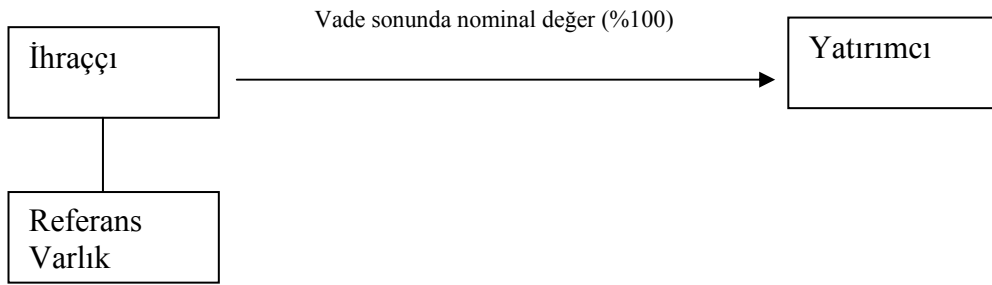 Vade sonunda nominal değer (%100)
İhraççı
Yatırımcı
Referans
Varlık